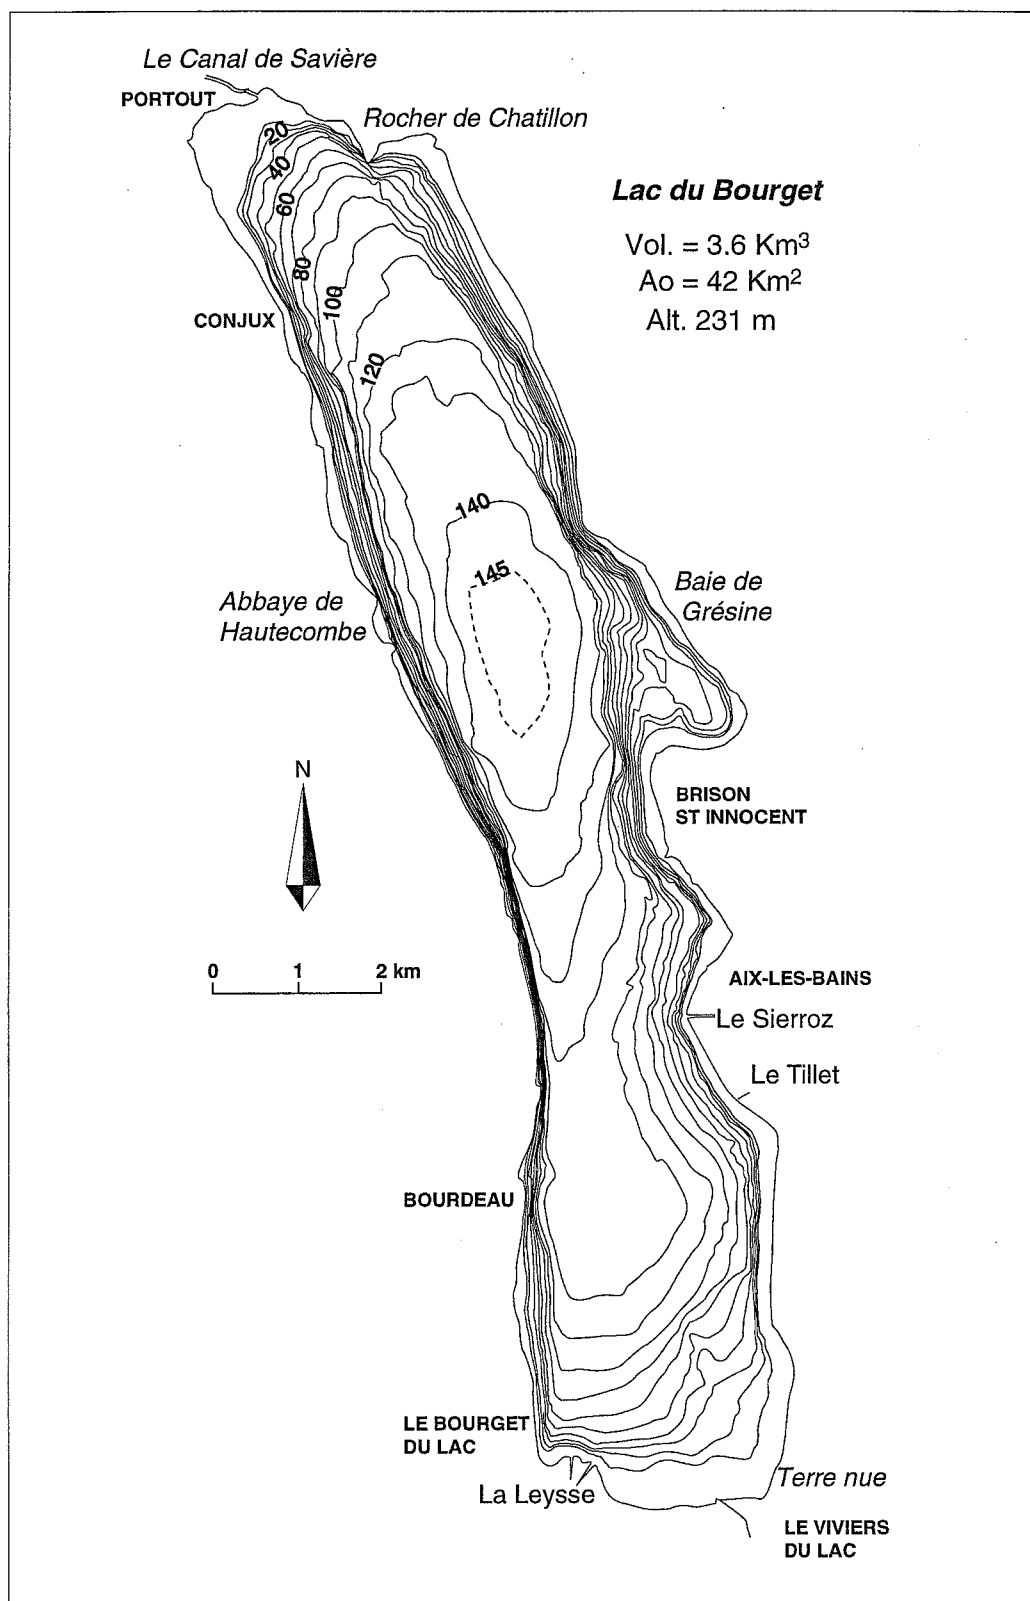 Le Canal de Savière
PORTOUT
Rocher de Chatillon
20
40
60
80
100
120
140
145
Lac du Bourget
Vol. = 3.6 Km³
Ao = 42 Km²
Alt. 231 m
CONJUX
Abbaye de
Hautecombe
Baie de
Grésine
N
BRISON
ST INNOCENT
0 1 2 km
AIX-LES-BAINS
Le Sierroz
Le Tillet
BOURDEAU
LE BOURGET
DU LAC
La Leysse
Terre nue
LE VIVIERS
DU LAC